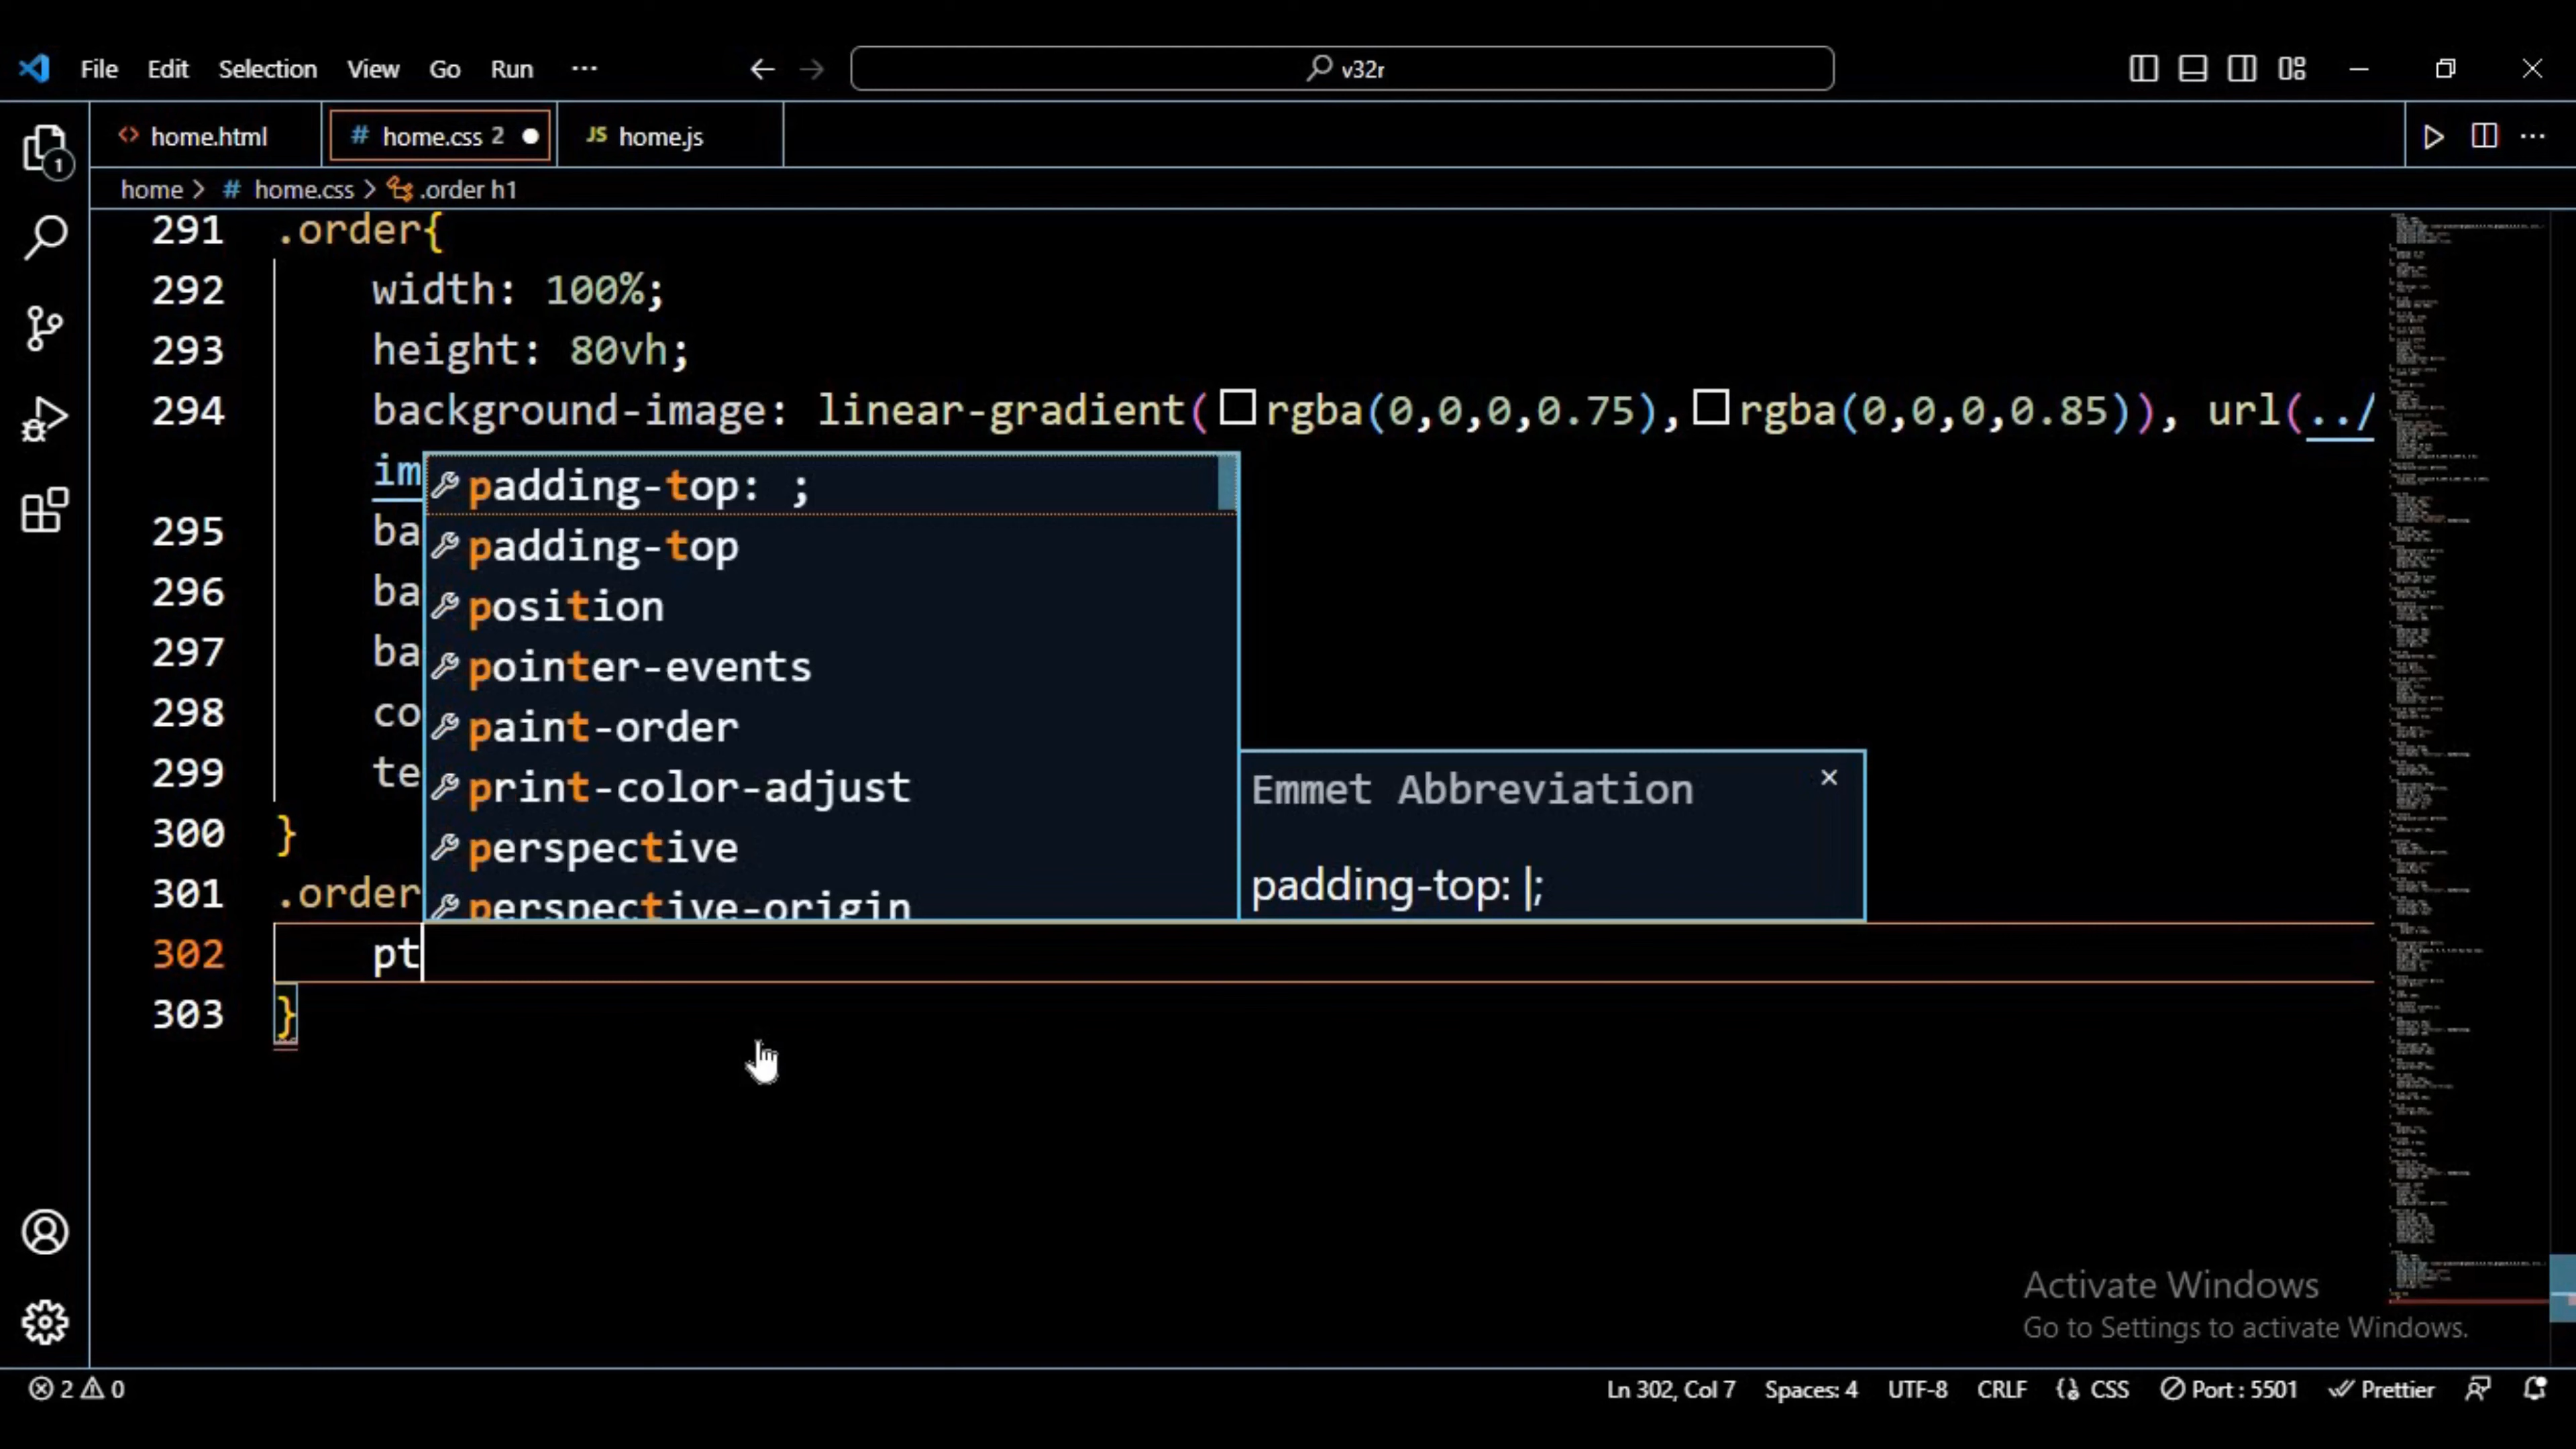 File Edit Selection View Go Run ... v32r
home.html # home.css 2 JS home.js
home > # home.css > .order h1
291 .order{
292 width: 100%;
293 height: 80vh;
294 background-image: linear-gradient(rgba(0,0,0,0.75),rgba(0,0,0,0.85)), url(../
im padding-top: ;
padding-top
295 ba
296 ba position
297 ba pointer-events
298 co paint-order
299 te print-color-adjust
300 } perspective
301 .order perspective-origin
Emmet Abbreviation ×
padding-top: |;
302 pt
303 }
1
Activate Windows
Go to Settings to activate Windows.
2 0 Ln 302, Col 7 Spaces: 4 UTF-8 CRLF CSS Port : 5501 Prettier